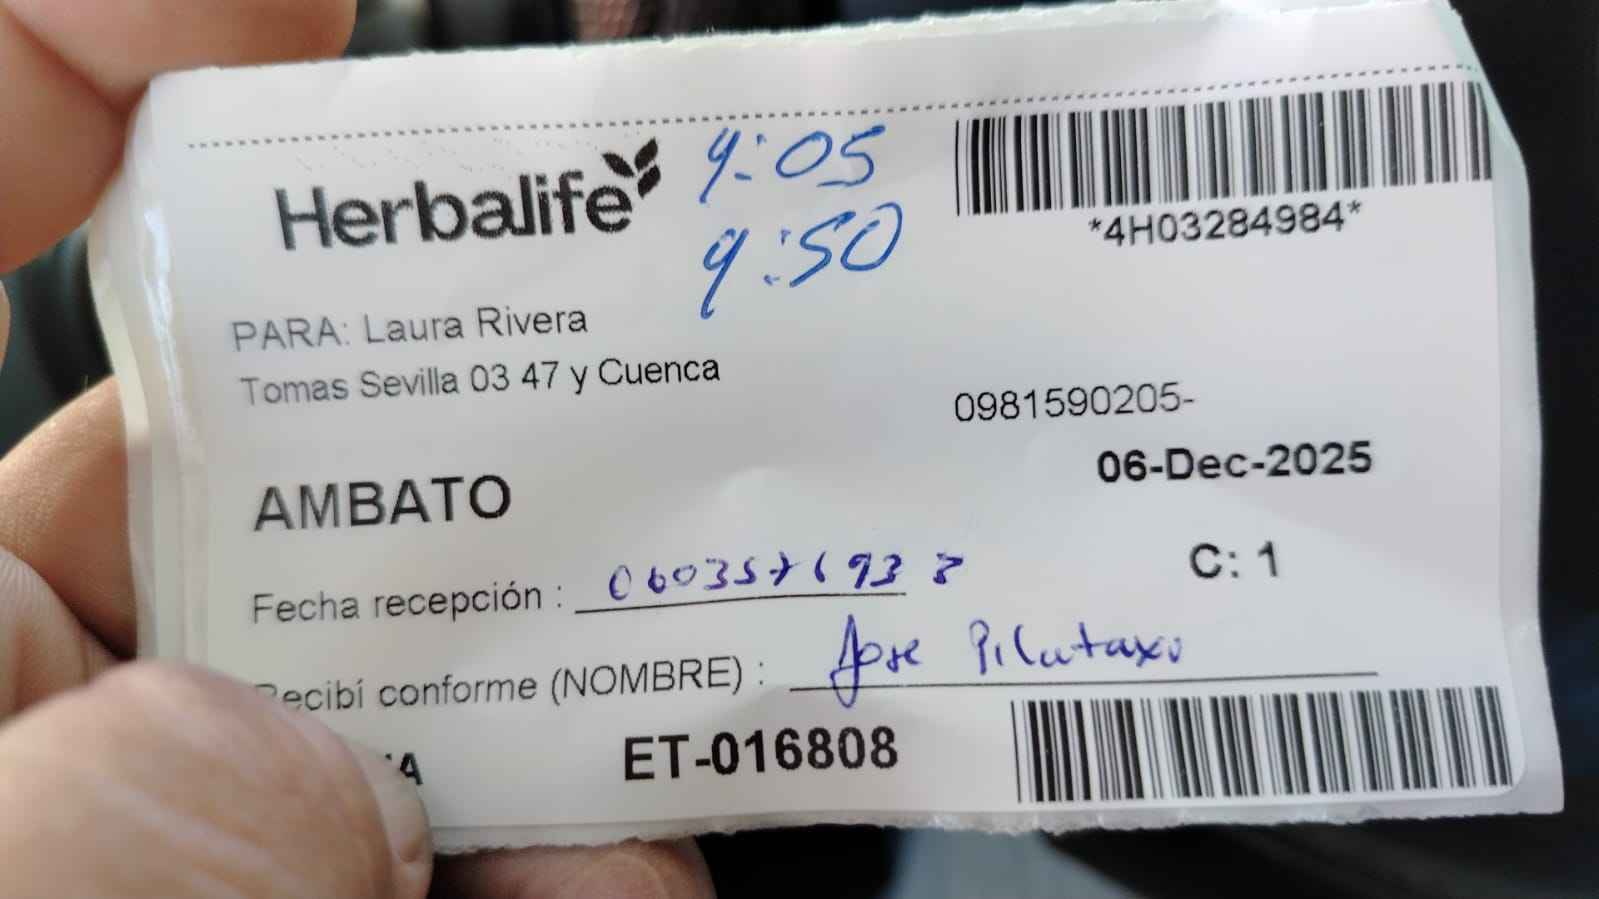 Herbalife
9:05
9:50
*4H03284984*
PARA: Laura Rivera
Tomas Sevilla 03 47 y Cuenca
0981590205-
06-Dec-2025
AMBATO
C: 1
Fecha recepción :
Recibí conforme (NOMBRE) : Jose
ET-016808